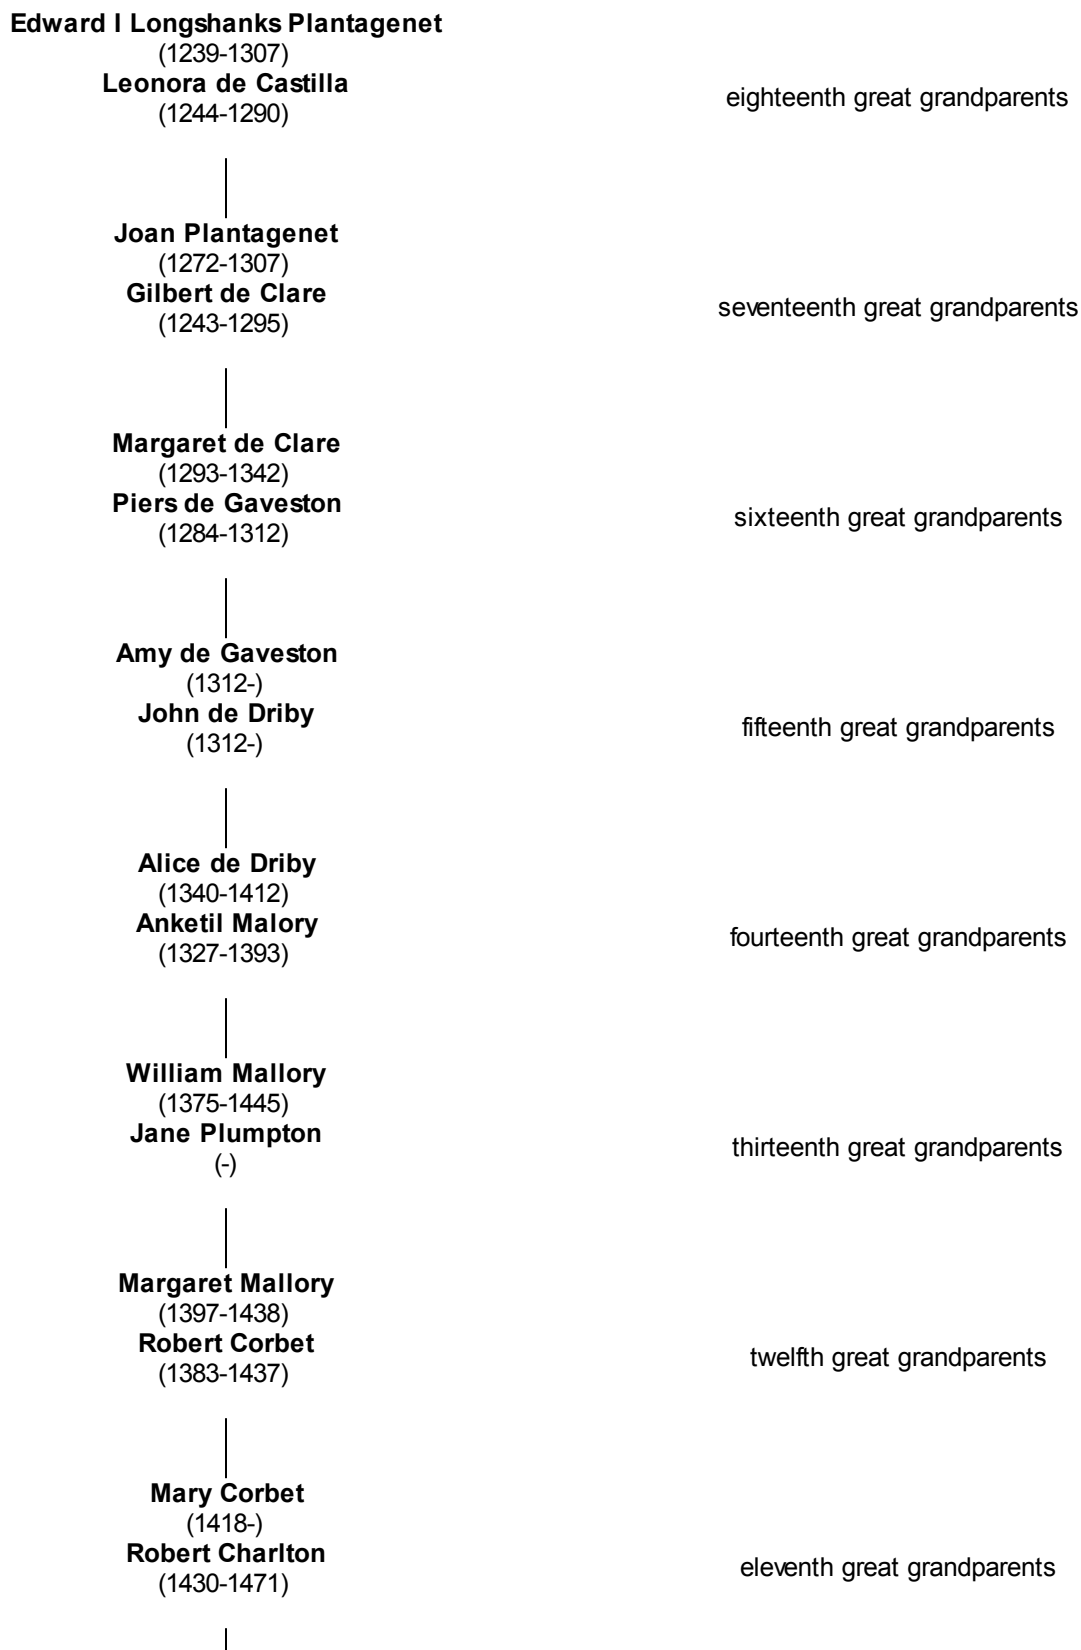 Edward I Longshanks Plantagenet
(1239-1307)
Leonora de Castilla
(1244-1290)
eighteenth great grandparents
Joan Plantagenet
(1272-1307)
Gilbert de Clare
(1243-1295)
seventeenth great grandparents
Margaret de Clare
(1293-1342)
Piers de Gaveston
(1284-1312)
sixteenth great grandparents
Amy de Gaveston
(1312-)
John de Driby
(1312-)
fifteenth great grandparents
Alice de Driby
(1340-1412)
Anketil Malory
(1327-1393)
fourteenth great grandparents
William Mallory
(1375-1445)
Jane Plumpton
(-)
thirteenth great grandparents
Margaret Mallory
(1397-1438)
Robert Corbet
(1383-1437)
twelfth great grandparents
Mary Corbet
(1418-)
Robert Charlton
(1430-1471)
eleventh great grandparents